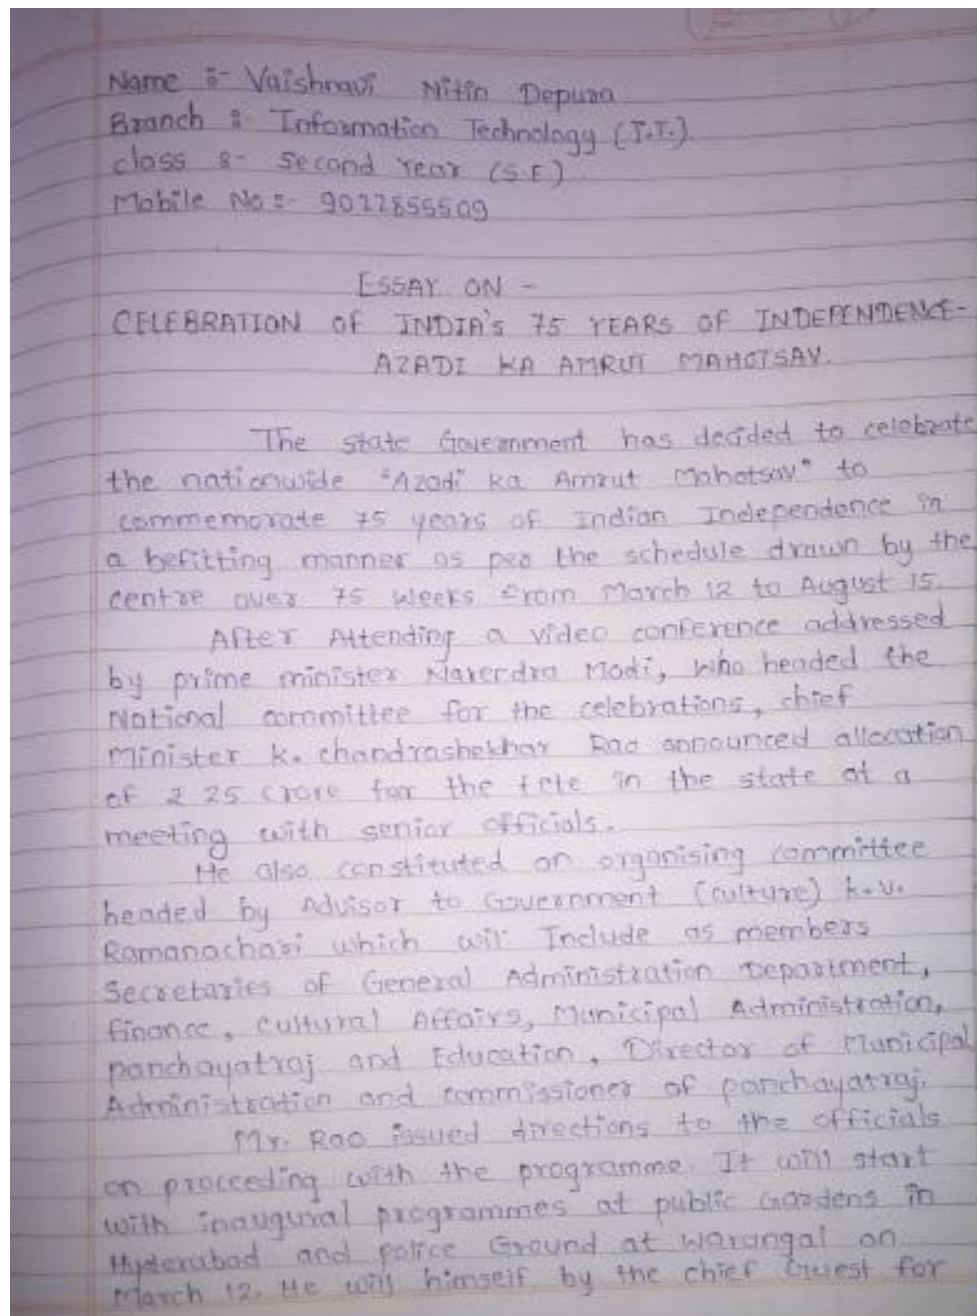 Name :- Vaishnavi Nitin Depura
Branch :- Information Technology (I.T.).
class :- Second Year (S.E)
Mobile No :- 9022855509
ESSAY ON -
CELEBRATION OF INDIA'S 75 YEARS OF INDEPENDENCE-
AZADI KA AMRUT MAHOTSAV.
The state Government has decided to celebrate
the nationwide "Azadi ka Amrut Mahotsav" to
commemorate 75 years of Indian Independence in
a befitting manner as per the schedule drawn by the
centre over 75 weeks from March 12 to August 15.
After Attending a video conference addressed
by prime minister Narendra Modi, who headed the
National committee for the celebrations, chief
Minister k. chandrashekhar Rao announced allocation
of ₹ 25 crore for the fete in the state at a
meeting with senior officials.
He also constituted an organising committee
headed by Advisor to Government (culture) k.v.
Ramanachari which will Include as members
Secretaries of General Administration Department,
finance, cultural Affairs, Municipal Administration,
panchayatraj and Education, Director of Municipal
Administration and commissioner of panchayatraj.
Mr. Rao issued directions to the officials
on proceeding with the programme. It will start
with inaugural programmes at public Gardens in
Hyderabad and police Ground at Warangal on
March 12. He will himself by the chief Guest for